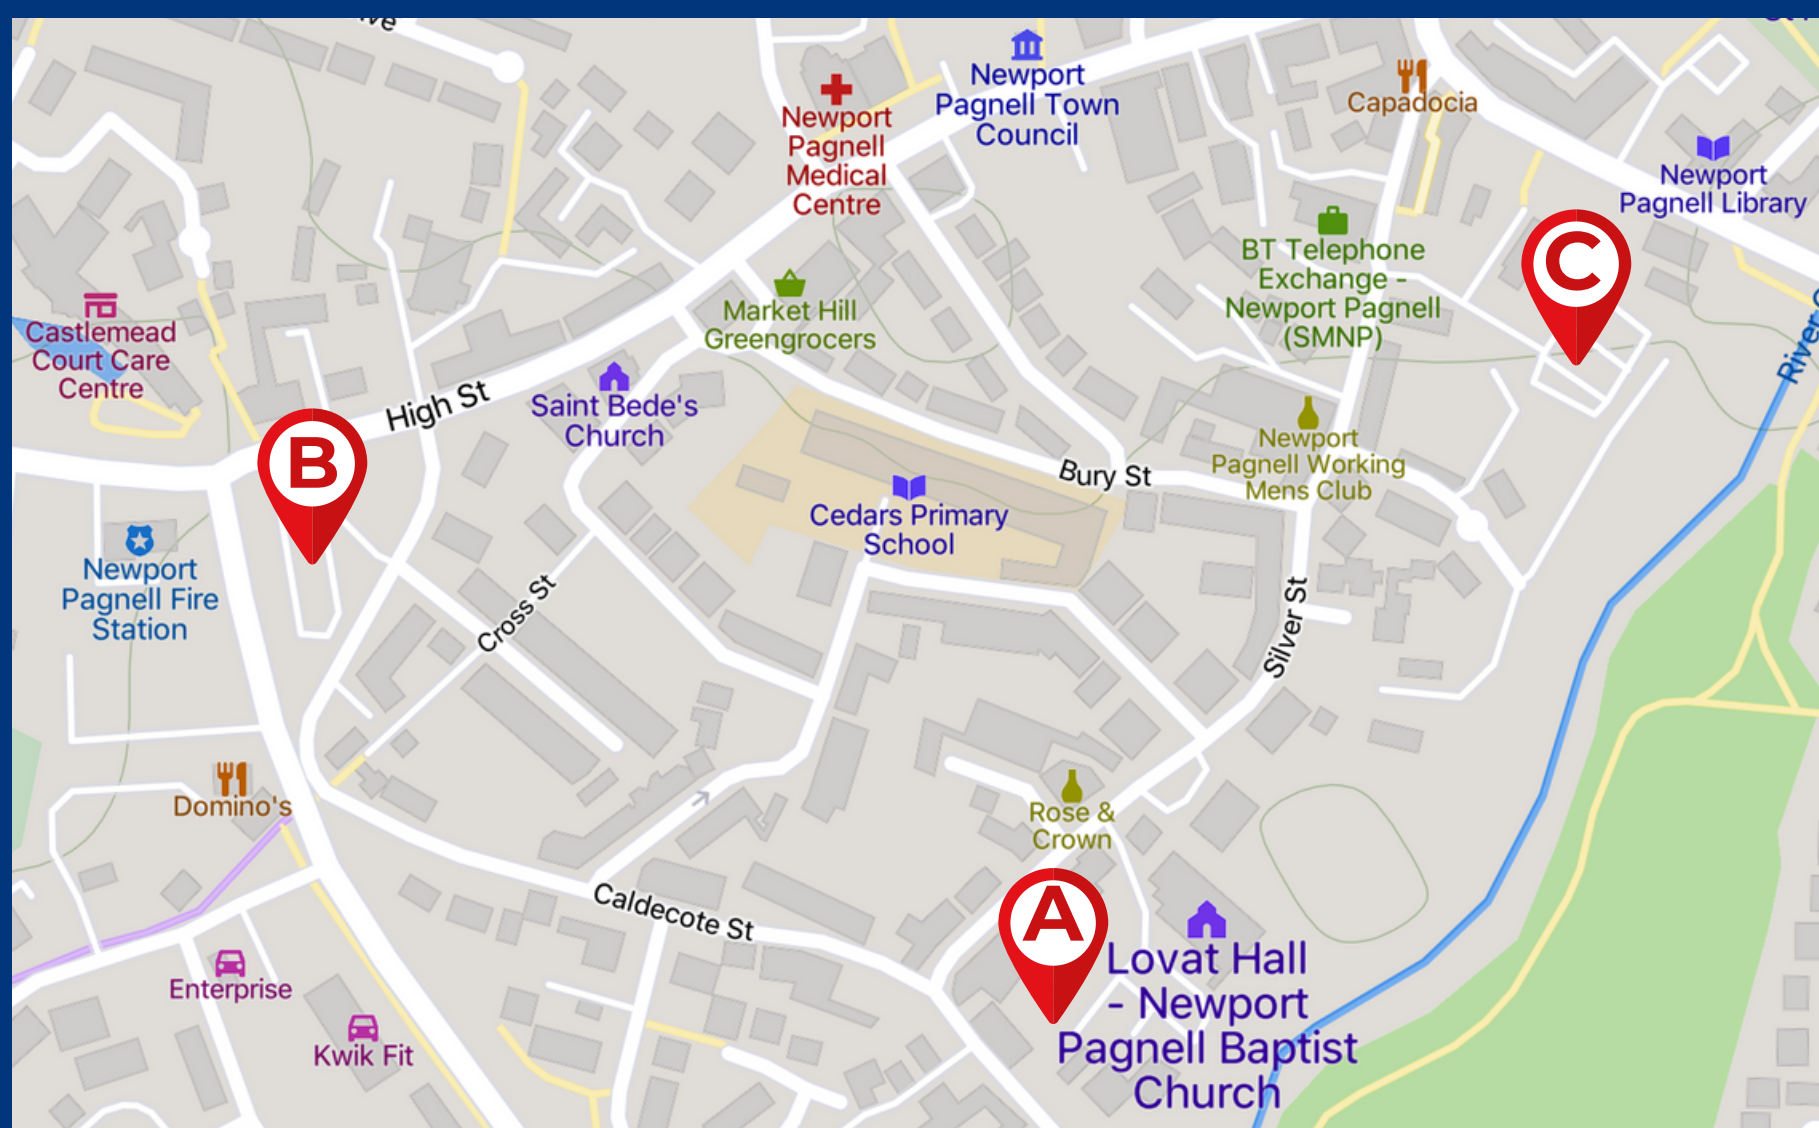 Newport
Pagnell Town
Council
Capadocia
Newport
Pagnell
Medical
Centre
Newport
Pagnell Library
BT Telephone
Exchange -
Newport Pagnell
(SMNP)
C
Market Hill
Greengrocers
Castlemead
Court Care
Centre
High St
Saint Bede's
Church
B
Newport
Pagnell Working
Mens Club
Bury St
Cedars Primary
School
River
Newport
Pagnell Fire
Station
Cross St
Silver St
Domino's
Rose &
Crown
Caldecote St
A
Lovat Hall
- Newport
Pagnell Baptist
Church
Enterprise
Kwik Fit